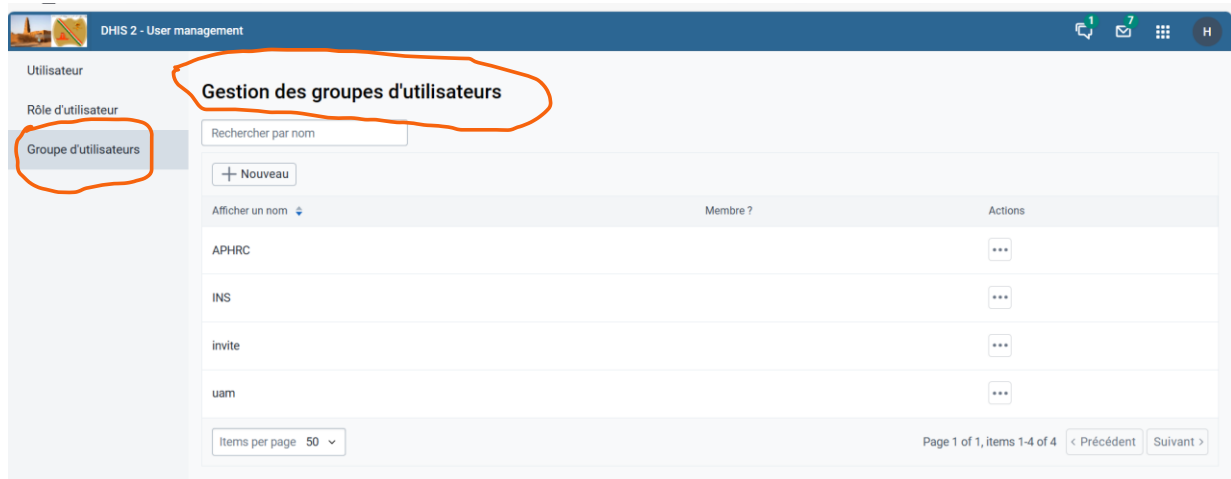 DHIS 2 - User management
1
7
H
Utilisateur
Rôle d'utilisateur
Groupe d'utilisateurs
Gestion des groupes d'utilisateurs
Rechercher par nom
+ Nouveau
Afficher un nom Membre ? Actions
APHRC
INS
invite
uam
Items per page 50
Page 1 of 1, items 1-4 of 4 < Précédent Suivant >